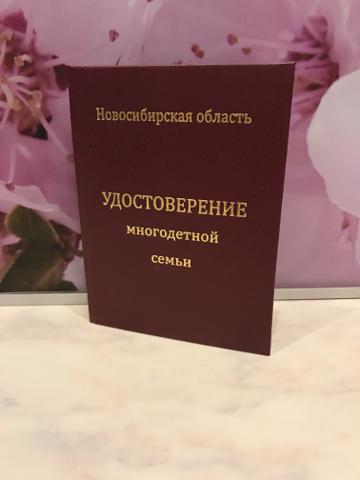 Новосибирская область
УДОСТОВЕРЕНИЕ
многодетной
семьи